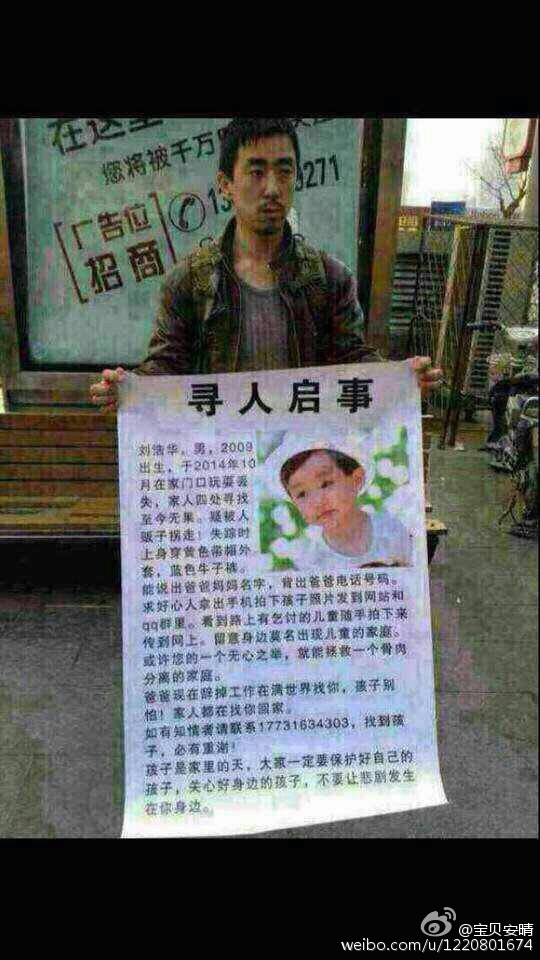 在这里
您将被千万
271
广告位
招商
寻人启事
刘浩华,男,2009
出生,于2014年10
月在家门口玩耍丢
失,家人四处寻找
至今无果。疑被人
贩子拐走!失踪时
上身穿黄色带帽外
套,蓝色牛子裤。
能说出爸爸妈妈名字,背出爸爸电话号码。
求好心人拿出手机拍下孩子照片发到网站和
qq群里。看到路上有乞讨的儿童随手拍下来
传到网上。留意身边莫名出现儿童的家庭。
或许您的一个无心之举,就能拯救一个骨肉
分离的家庭。
爸爸现在辞掉工作在满世界找你,孩子别
怕!家人都在找你回家。
如有知情者请联系17731634303,找到孩
子,必有重谢!
孩子是家里的天,大家一定要保护好自己的
孩子,关心好身边的孩子,不要让悲剧发生
在你身边。
@宝贝安晴
weibo.com/u/1220801674